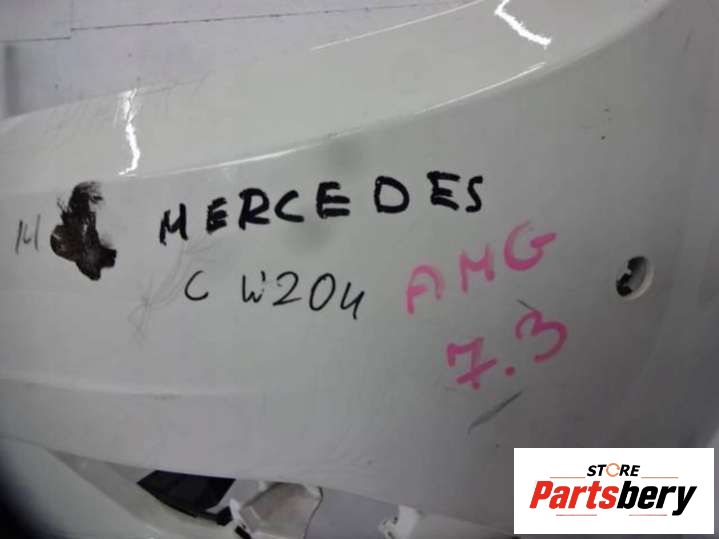 M MERCEDES
C W204 AMG
7.3
STORE
Partsbery